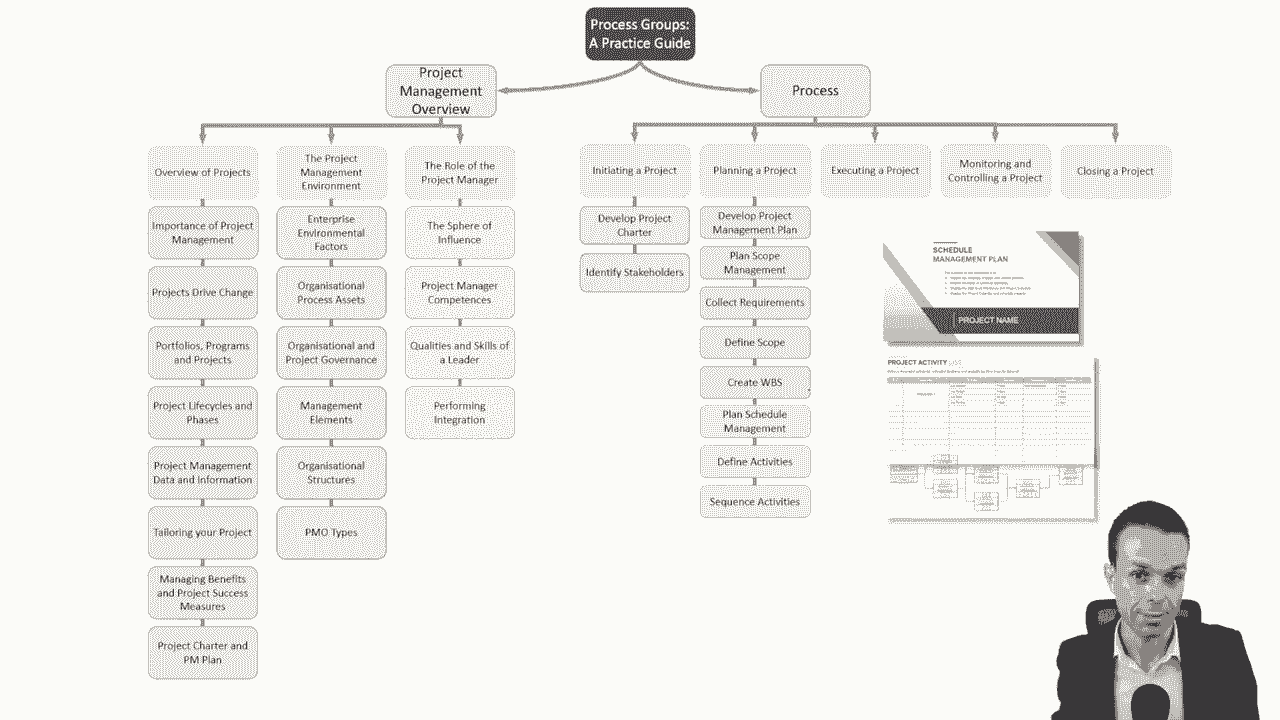 Process Groups:
A Practice Guide
Project
Management
Overview
Process
Overview of Projects
Importance of Project
Management
Projects Drive Change
Portfolios, Programs
and Projects
Project Lifecycles and
Phases
Project Management
Data and Information
Tailoring your Project
Managing Benefits
and Project Success
Measures
Project Charter and
PM Plan
The Project
Management
Environment
Enterprise
Environmental
Factors
Organisational
Process Assets
Organisational and
Project Governance
Management
Elements
Organisational
Structures
PMO Types
The Role of the
Project Manager
The Sphere of
Influence
Project Manager
Competences
Qualities and Skills of
a Leader
Performing
Integration
Initiating a Project
Develop Project
Charter
Identify Stakeholders
Planning a Project
Develop Project
Management Plan
Plan Scope
Management
Collect Requirements
Define Scope
Create WBS
Plan Schedule
Management
Define Activities
Sequence Activities
Executing a Project
Monitoring and
Controlling a Project
Closing a Project
SCHEDULE
MANAGEMENT PLAN
PROJECT NAME
PROJECT ACTIVITY